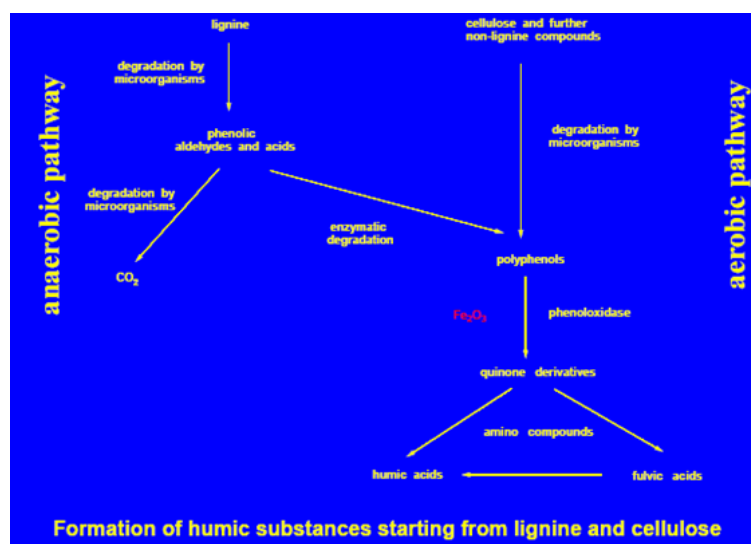 lignine
cellulose and further
non-lignine compounds
degradation by
microorganisms
anaerobic pathway
aerobic pathway
phenolic
aldehydes and acids
degradation by
microorganisms
degradation by
microorganisms
enzymatic
degradation
polyphenols
CO₂
Fe₂O₃
phenoloxidase
quinone derivatives
amino compounds
humic acids
fulvic acids
Formation of humic substances starting from lignine and cellulose